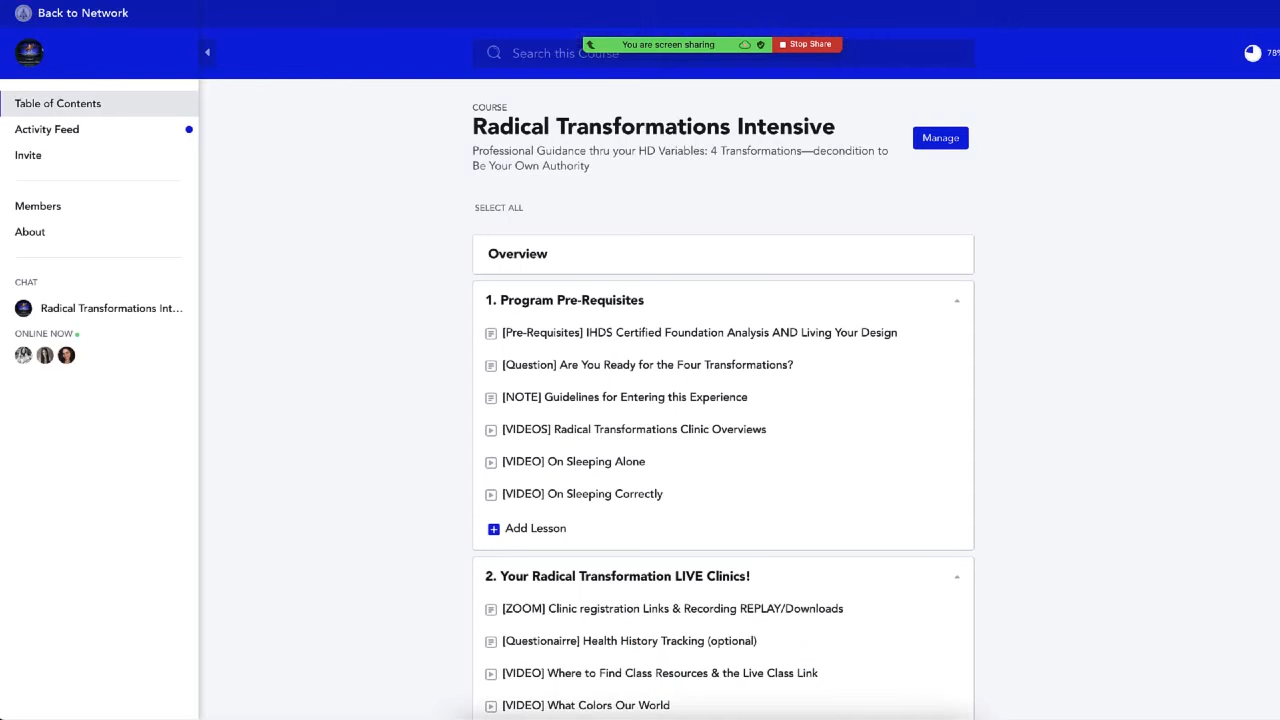 Back to Network
You are screen sharing
Stop Share
Search this Course
78%
Table of Contents
Activity Feed
Invite
Members
About
CHAT
Radical Transformations Int...
ONLINE NOW
COURSE
Radical Transformations Intensive
Manage
Professional Guidance thru your HD Variables: 4 Transformations—decondition to
Be Your Own Authority
SELECT ALL
Overview
1. Program Pre-Requisites
[Pre-Requisites] IHDS Certified Foundation Analysis AND Living Your Design
[Question] Are You Ready for the Four Transformations?
[NOTE] Guidelines for Entering this Experience
[VIDEOS] Radical Transformations Clinic Overviews
[VIDEO] On Sleeping Alone
[VIDEO] On Sleeping Correctly
Add Lesson
2. Your Radical Transformation LIVE Clinics!
[ZOOM] Clinic registration Links & Recording REPLAY/Downloads
[Questionairre] Health History Tracking (optional)
[VIDEO] Where to Find Class Resources & the Live Class Link
[VIDEO] What Colors Our World